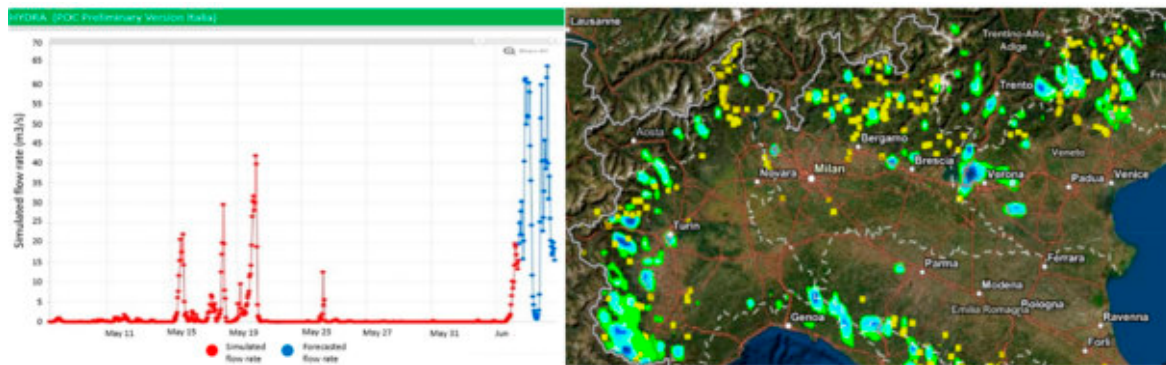 HYDRA (POC Preliminary Version Italia)
70
65
60
55
50
45
40
35
30
25
20
15
10
5
0
Simulated flow rate (m3/s)
May 11
May 15
May 19
May 23
May 27
May 31
Jun
Simulated
flow rate
Forecasted
flow rate
Lausanne
Trentino-Alto
Adige
Trento
Aosta
Bergamo
Brescia
Veneto
Novara
Milan
Verona
Padua
Venice
Turin
Parma
Ferrara
Modena
Bologna
Emilia Romagna
Genoa
Ravenna
Forlì